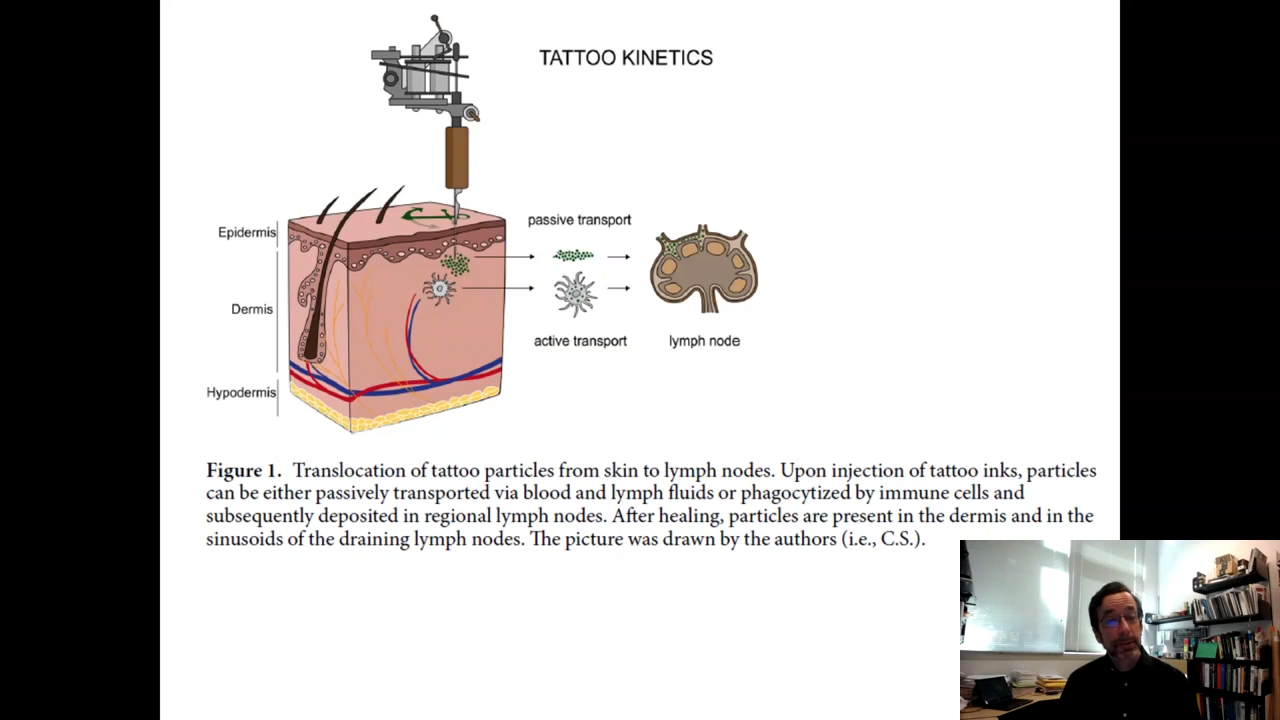 TATTOO KINETICS
passive transport
Epidermis
Dermis
active transport
lymph node
Hypodermis
Figure 1. Translocation of tattoo particles from skin to lymph nodes. Upon injection of tattoo inks, particles
can be either passively transported via blood and lymph fluids or phagocytized by immune cells and
subsequently deposited in regional lymph nodes. After healing, particles are present in the dermis and in the
sinusoids of the draining lymph nodes. The picture was drawn by the authors (i.e., C.S.).